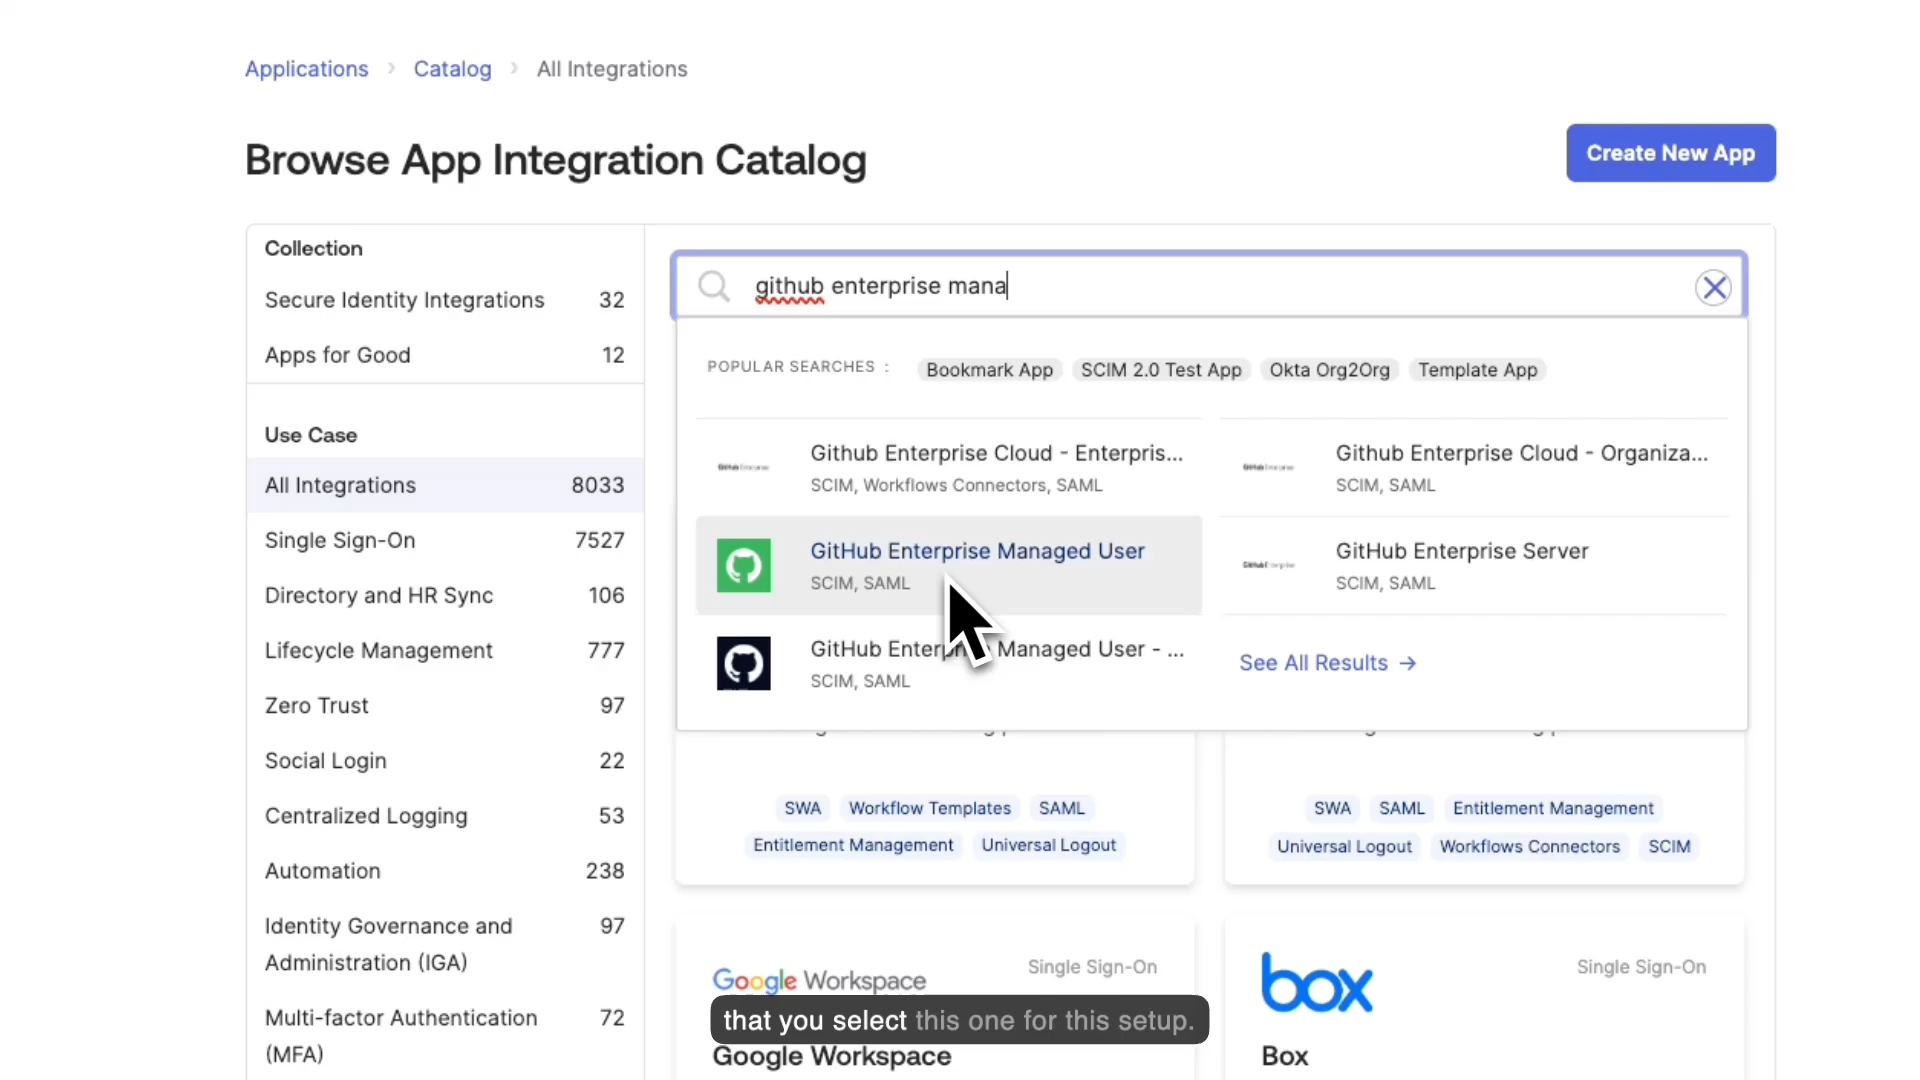 Applications > Catalog > All Integrations
Browse App Integration Catalog
Create New App
Collection
Secure Identity Integrations 32
Apps for Good 12
Use Case
All Integrations 8033
Single Sign-On 7527
Directory and HR Sync 106
Lifecycle Management 777
Zero Trust 97
Social Login 22
Centralized Logging 53
Automation 238
Identity Governance and 97
Administration (IGA)
Multi-factor Authentication 72
(MFA)
github enterprise mana
POPULAR SEARCHES : Bookmark App SCIM 2.0 Test App Okta Org2Org Template App
GitHub Enterprise
Github Enterprise Cloud - Enterpris...
SCIM, Workflows Connectors, SAML
GitHub Enterprise
Github Enterprise Cloud - Organiza...
SCIM, SAML
GitHub Enterprise Managed User
SCIM, SAML
GitHub Enterprise
GitHub Enterprise Server
SCIM, SAML
Managed User - ...
SCIM, SAML
See All Results →
SWA Workflow Templates SAML
Entitlement Management Universal Logout
SWA SAML Entitlement Management
Universal Logout Workflows Connectors SCIM
Google Workspace
Single Sign-On
Google Workspace
box
Single Sign-On
Box
that you select this one for this setup.